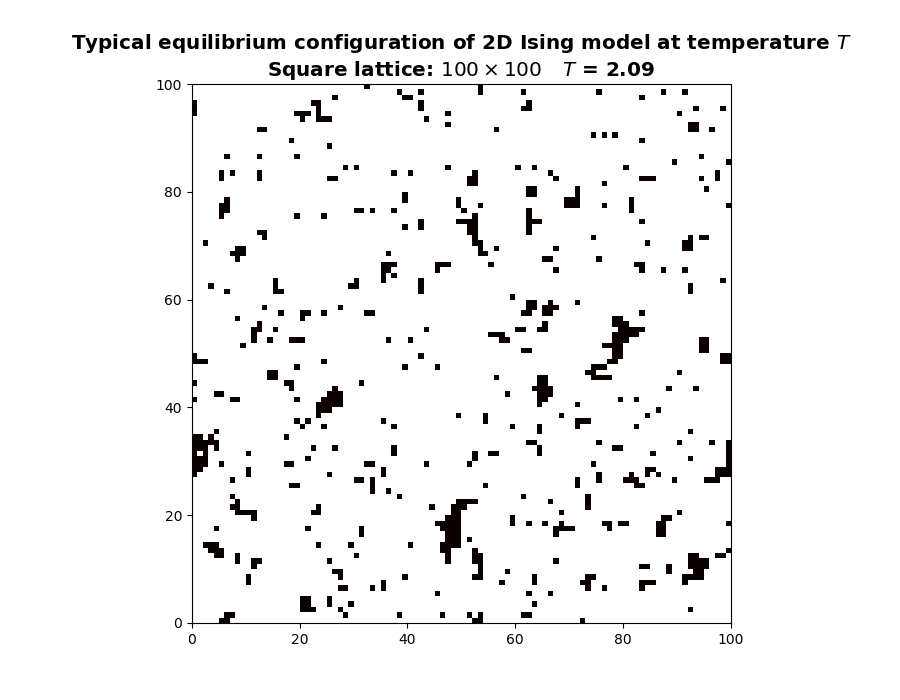 Typical equilibrium configuration of 2D Ising model at temperature T
Square lattice: 100 × 100 T = 2.09
100
80
60
40
20
0
0 20 40 60 80 100